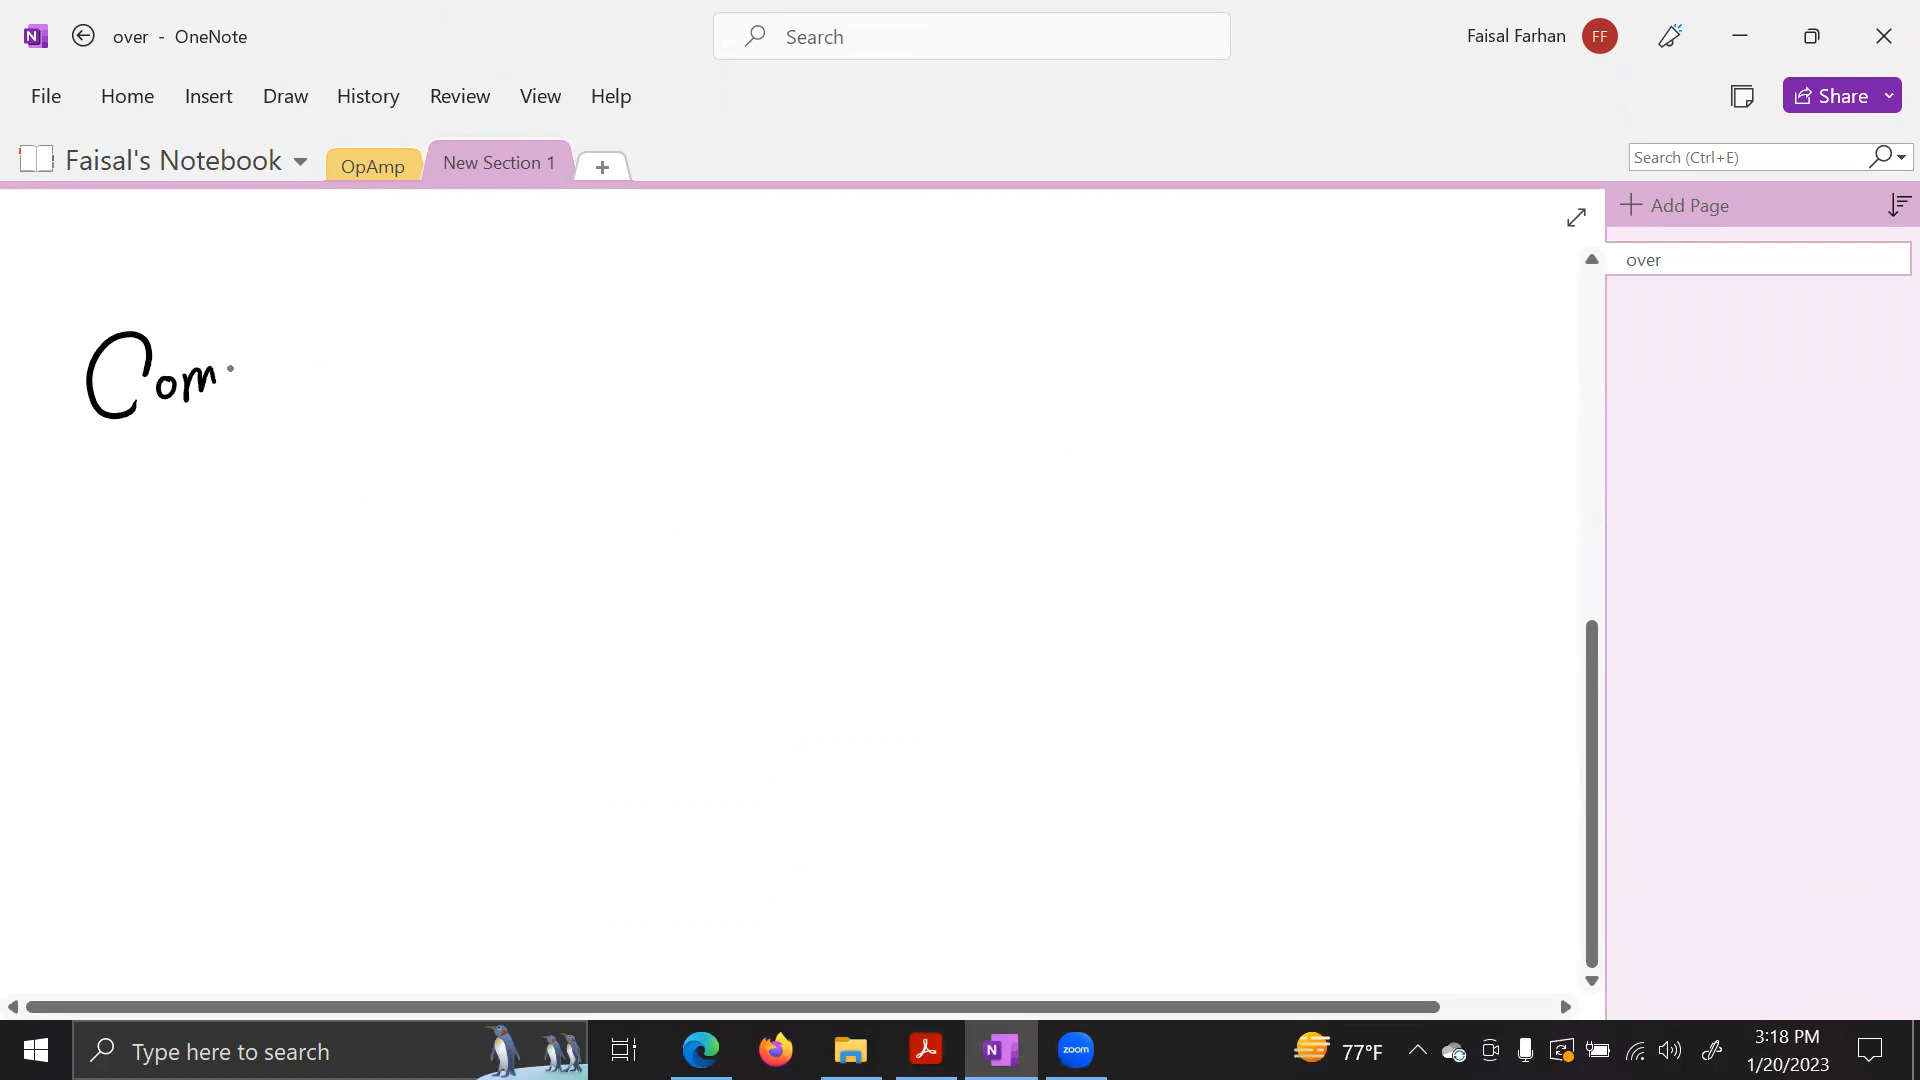 over - OneNote
Search
Faisal Farhan
FF
File Home Insert Draw History Review View Help
Share
Faisal's Notebook
OpAmp
New Section 1
Search (Ctrl+E)
Add Page
over
Com
Type here to search
zoom
77°F
3:18 PM
1/20/2023